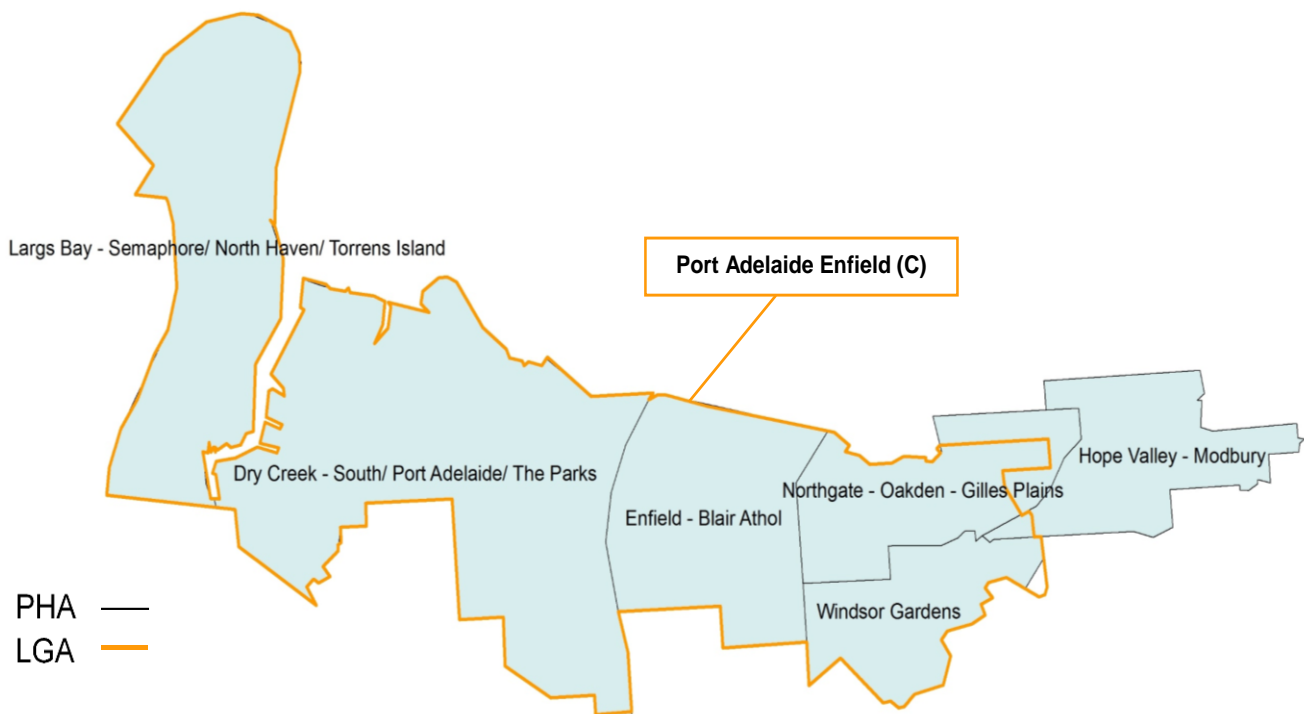 Largs Bay - Semaphore/ North Haven/ Torrens Island
Port Adelaide Enfield (C)
Dry Creek - South/ Port Adelaide/ The Parks
Hope Valley - Modbury
Northgate - Oakden - Gilles Plains
Enfield - Blair Athol
Windsor Gardens
PHA
LGA